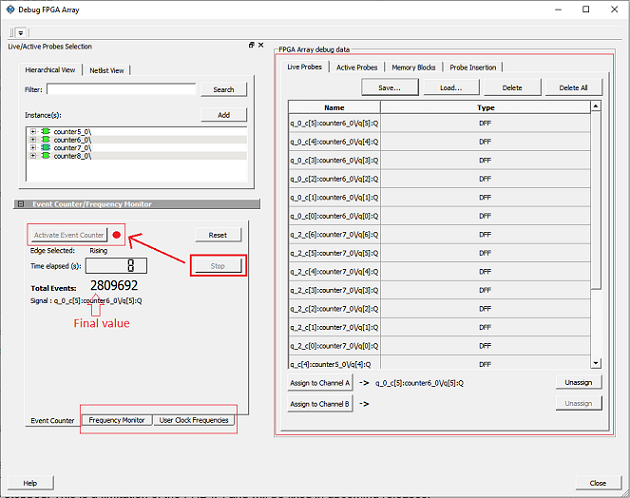 Debug FPGA Array
Live/Active Probes Selection
Hierarchical View
Netlist View
Filter:
Search
Instance(s):
Add
counter5_0\
counter6_0\
counter7_0\
counter8_0\
Event Counter/Frequency Monitor
Activate Event Counter
Reset
Edge Selected: Rising
Time elapsed (s): 8
Stop
Total Events: 2809692
Signal : q_0_c[5]:counter6_0\/q[5]:Q
Final value
Event Counter
Frequency Monitor
User Clock Frequencies
FPGA Array debug data
Live Probes
Active Probes
Memory Blocks
Probe Insertion
Save...
Load...
Delete
Delete All
Name Type
q_0_c[5]:counter6_0\/q[5]:Q DFF
q_0_c[4]:counter6_0\/q[4]:Q DFF
q_0_c[3]:counter6_0\/q[3]:Q DFF
q_0_c[2]:counter6_0\/q[2]:Q DFF
q_0_c[1]:counter6_0\/q[1]:Q DFF
q_0_c[0]:counter6_0\/q[0]:Q DFF
q_2_c[6]:counter7_0\/q[6]:Q DFF
q_2_c[5]:counter7_0\/q[5]:Q DFF
q_2_c[4]:counter7_0\/q[4]:Q DFF
q_2_c[3]:counter7_0\/q[3]:Q DFF
q_2_c[2]:counter7_0\/q[2]:Q DFF
q_2_c[1]:counter7_0\/q[1]:Q DFF
q_2_c[0]:counter7_0\/q[0]:Q DFF
q_c[4]:counter5_0\/q[4]:Q DFF
Assign to Channel A -> q_0_c[5]:counter6_0\/q[5]:Q Unassign
Assign to Channel B -> Unassign
Help
Close